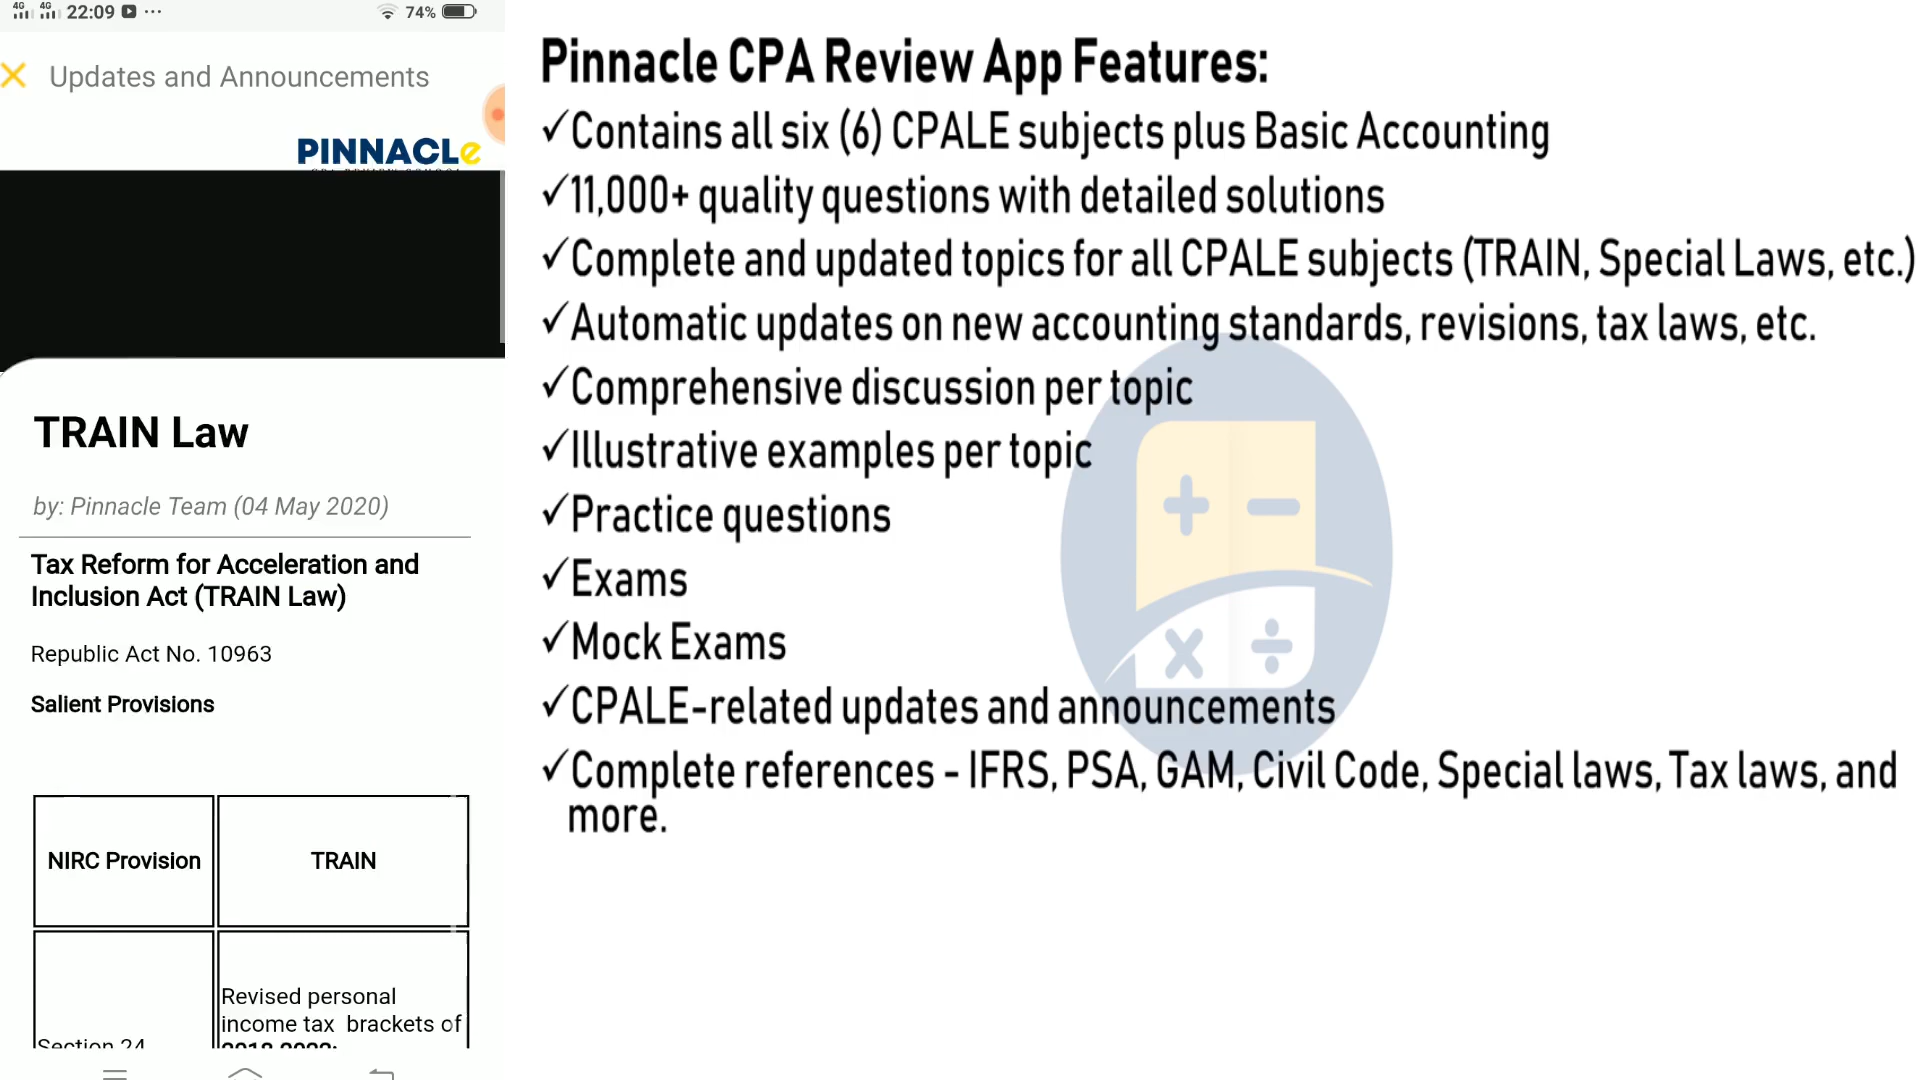 4G 4G 22:09 ... 74%
Updates and Announcements
PINNACLe
TRAIN Law
by: Pinnacle Team (04 May 2020)
Tax Reform for Acceleration and
Inclusion Act (TRAIN Law)
Republic Act No. 10963
Salient Provisions
NIRC Provision TRAIN
Revised personal
income tax brackets of
Section 24
Pinnacle CPA Review App Features:
✓Contains all six (6) CPALE subjects plus Basic Accounting
✓11,000+ quality questions with detailed solutions
✓Complete and updated topics for all CPALE subjects (TRAIN, Special Laws, etc.)
✓Automatic updates on new accounting standards, revisions, tax laws, etc.
✓Comprehensive discussion per topic
✓Illustrative examples per topic
✓Practice questions
✓Exams
✓Mock Exams
✓CPALE-related updates and announcements
✓Complete references - IFRS, PSA, GAM, Civil Code, Special laws, Tax laws, and
more.
+ −
× ÷